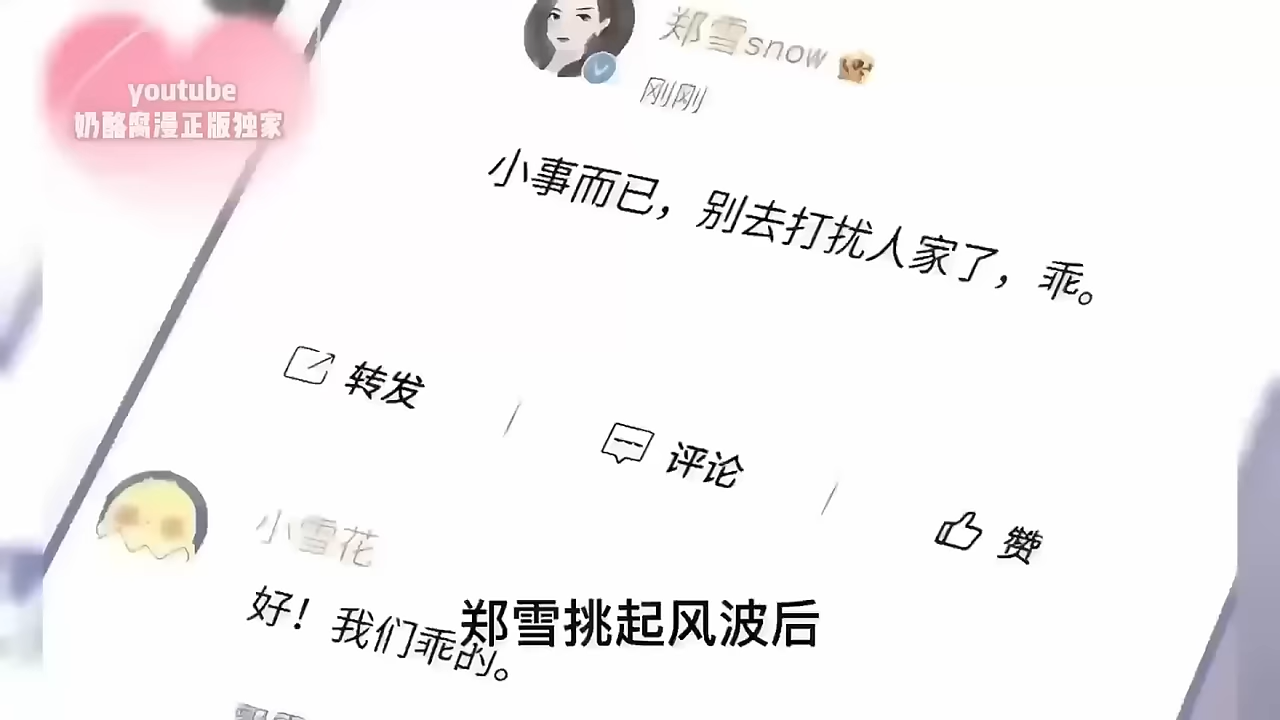 youtube
奶酪腐漫正版独家
郑雪snow
刚刚
小事而已，别去打扰人家了，乖。
转发
评论
赞
小雪花
好！我们乖的。
郑雪挑起风波后